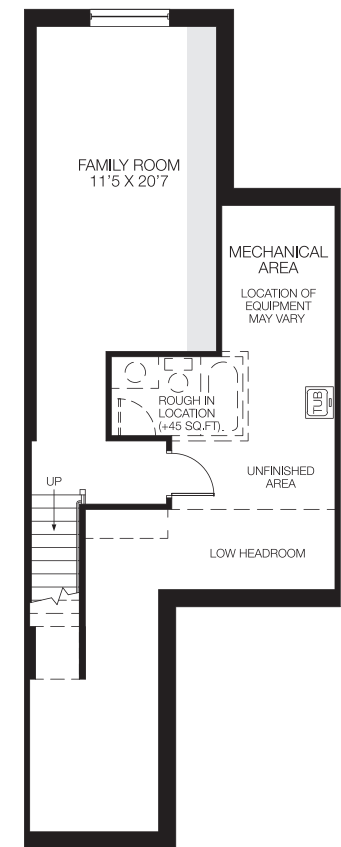 FAMILY ROOM
11'5 X 20'7
MECHANICAL
AREA
LOCATION OF
EQUIPMENT
MAY VARY
ROUGH IN
LOCATION
(+45 SQ.FT)
TUB
UP
UNFINISHED
AREA
LOW HEADROOM